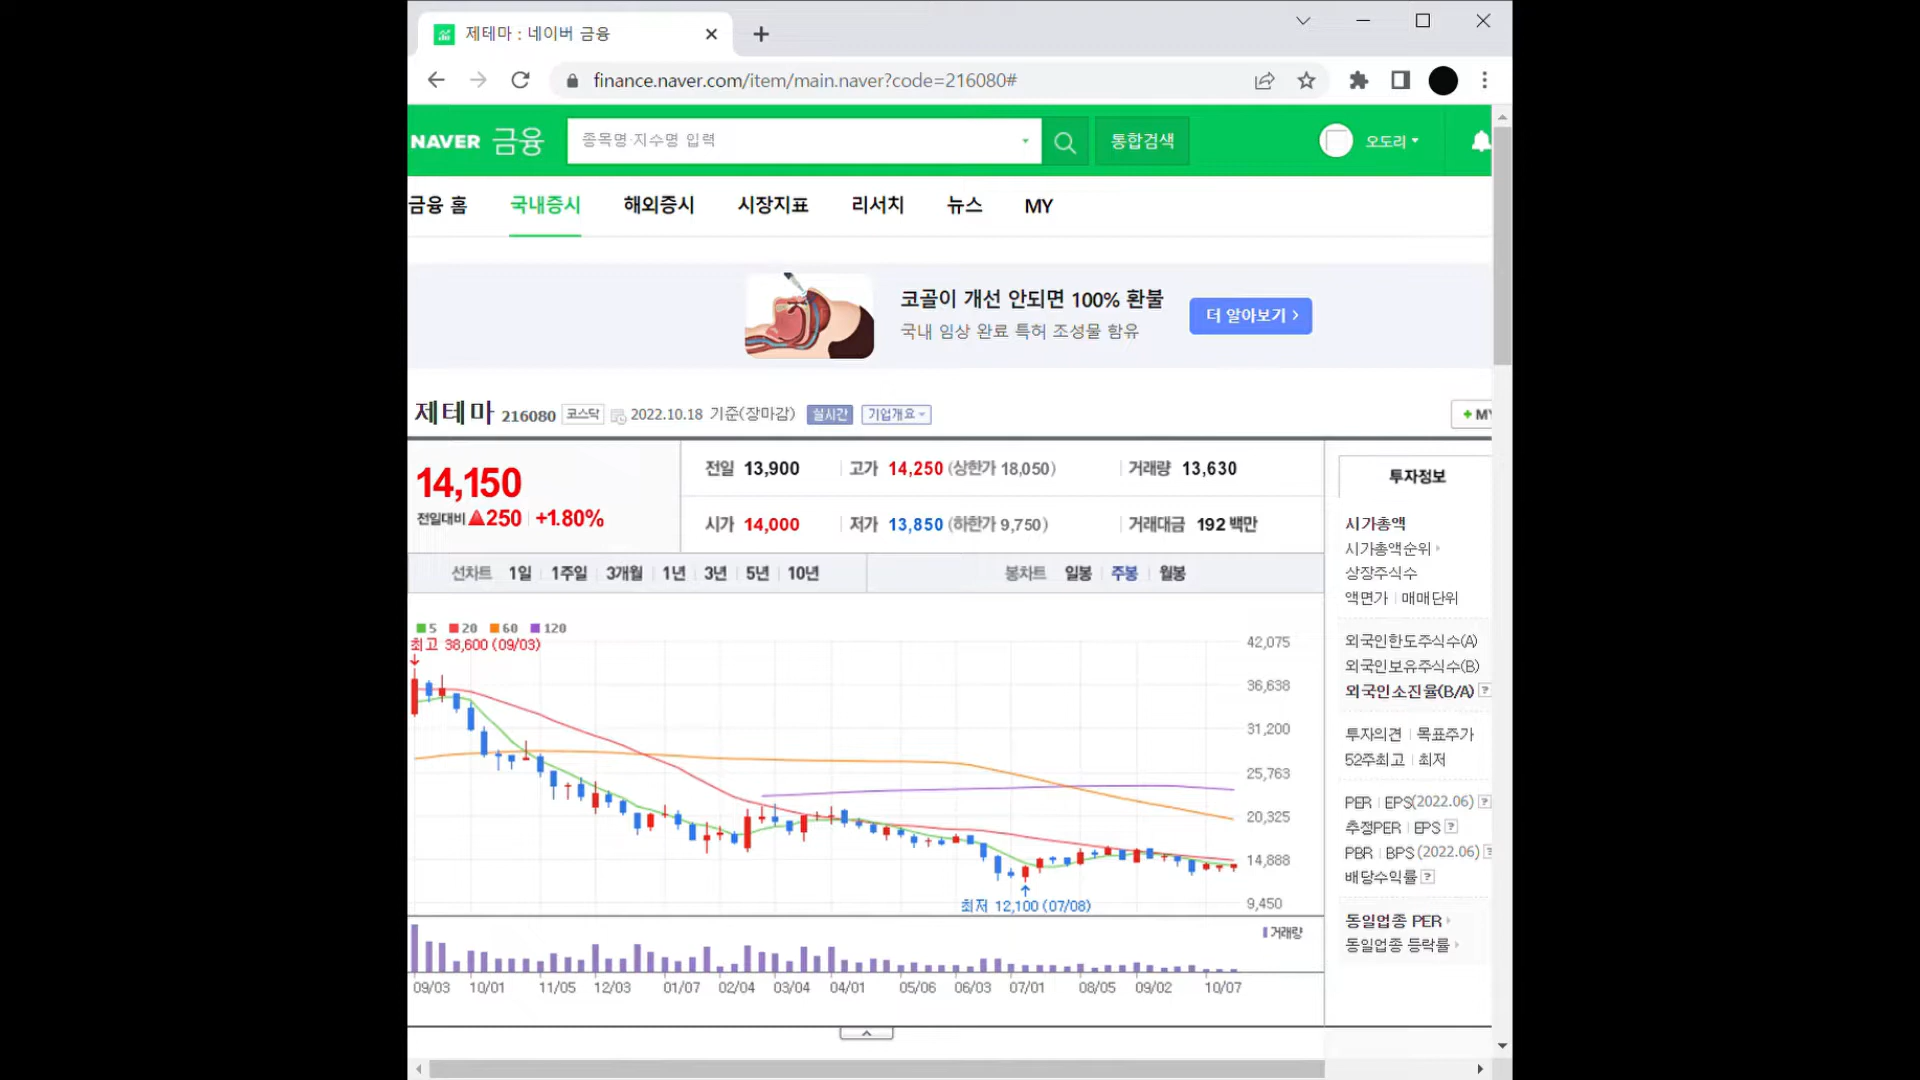 제테마 : 네이버 금융
finance.naver.com/item/main.naver?code=216080#
NAVER 금융 종목명·지수명 입력 통합검색 오도리
금융 홈 국내증시 해외증시 시장지표 리서치 뉴스 MY
코골이 개선 안되면 100% 환불
국내 임상 완료 특허 조성물 함유
더 알아보기 >
제테마 216080 코스닥 2022.10.18 기준(장마감) 실시간 기업개요
+ MY
14,150
전일대비 ▲250 +1.80%
전일 13,900 고가 14,250 (상한가 18,050) 거래량 13,630
시가 14,000 저가 13,850 (하한가 9,750) 거래대금 192 백만
선차트 1일 1주일 3개월 1년 3년 5년 10년 봉차트 일봉 주봉 월봉
5 20 60 120
최고 38,600 (09/03)
42,075
36,638
31,200
25,763
20,325
14,888
9,450
최저 12,100 (07/08)
거래량
09/03 10/01 11/05 12/03 01/07 02/04 03/04 04/01 05/06 06/03 07/01 08/05 09/02 10/07
투자정보
시가총액
시가총액순위
상장주식수
액면가 매매단위
외국인한도주식수(A)
외국인보유주식수(B)
외국인소진율(B/A) ?
투자의견 목표주가
52주최고 최저
PER EPS(2022.06) ?
추정PER EPS ?
PBR BPS (2022.06) ?
배당수익률 ?
동일업종 PER
동일업종 등락률